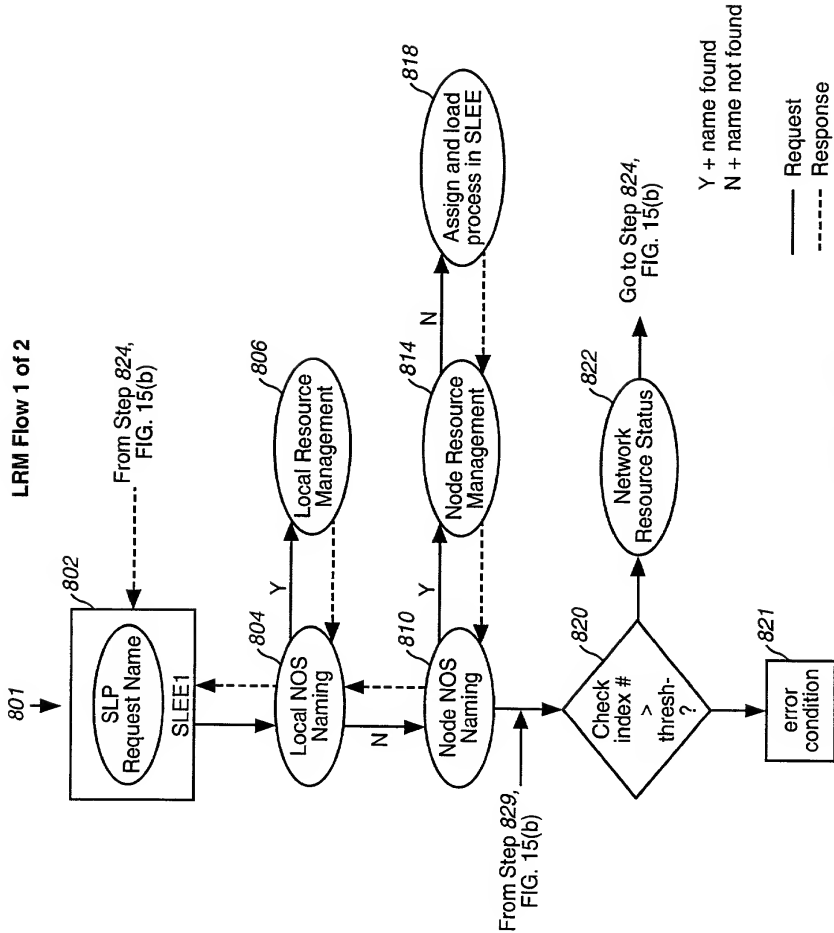 LRM Flow 1 of 2
801
802
SLP
Request Name
SLEE1
From Step 824,
FIG. 15(b)
804
Local NOS
Naming
Y
806
Local Resource
Management
N
810
Node NOS
Naming
Y
814
Node Resource
Management
N
818
Assign and load
process in SLEE
From Step 829,
FIG. 15(b)
820
Check
index #
>
thresh-
?
822
Network
Resource Status
Go to Step 824,
FIG. 15(b)
821
error
condition
Y + name found
N + name not found
Request
Response